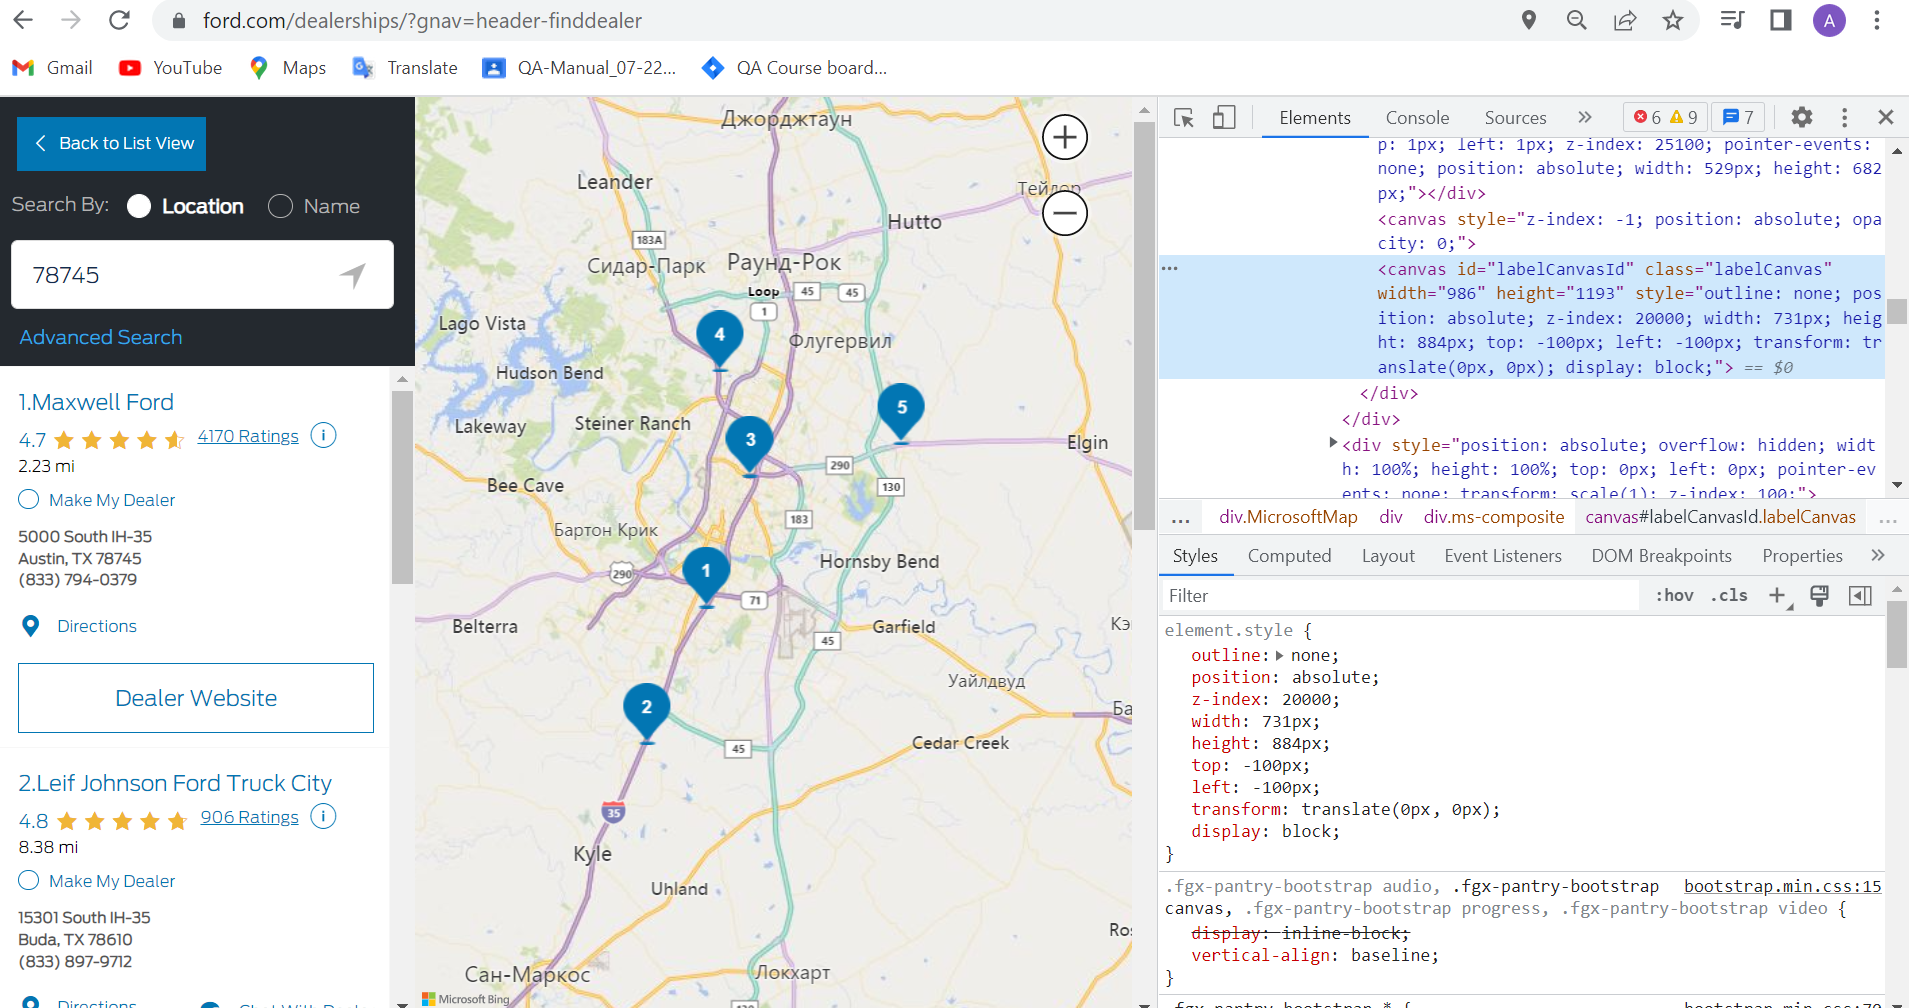 ford.com/dealerships/?gnav=header-finddealer
A
Gmail
YouTube
Maps
Translate
QA-Manual_07-22...
QA Course board...
Back to List View
Search By:
Location
Name
78745
Advanced Search
1.Maxwell Ford
4.7
4170 Ratings
i
2.23 mi
Make My Dealer
5000 South IH-35
Austin, TX 78745
(833) 794-0379
Directions
Dealer Website
2.Leif Johnson Ford Truck City
4.8
906 Ratings
i
8.38 mi
Make My Dealer
15301 South IH-35
Buda, TX 78610
(833) 897-9712
Directions
Джорджтаун
Leander
Тейлор
Hutto
183A
Сидар-Парк
Раунд-Рок
Loop
45
45
1
Lago Vista
4
Флугервил
Hudson Bend
5
Steiner Ranch
Lakeway
3
Elgin
290
Bee Cave
130
183
Бартон Крик
Hornsby Bend
290
1
71
Belterra
Garfield
Кэ
45
Уайлдвуд
2
Ба
45
Cedar Creek
35
Kyle
Uhland
Ros
Сан-Маркос
Локхарт
Microsoft Bing
130
Elements
Console
Sources
6
9
7
p: 1px; left: 1px; z-index: 25100; pointer-events:
none; position: absolute; width: 529px; height: 682
px;"></div>
<canvas style="z-index: -1; position: absolute; opa
city: 0;">
<canvas id="labelCanvasId" class="labelCanvas"
width="986" height="1193" style="outline: none; pos
ition: absolute; z-index: 20000; width: 731px; heig
ht: 884px; top: -100px; left: -100px; transform: tr
anslate(0px, 0px); display: block;"> == $0
</div>
</div>
<div style="position: absolute; overflow: hidden; widt
h: 100%; height: 100%; top: 0px; left: 0px; pointer-ev
ents: none; transform: scale(1); z-index: 100;">
...
div.MicrosoftMap
div
div.ms-composite
canvas#labelCanvasId.labelCanvas
...
Styles
Computed
Layout
Event Listeners
DOM Breakpoints
Properties
Filter
:hov
.cls
element.style {
outline: none;
position: absolute;
z-index: 20000;
width: 731px;
height: 884px;
top: -100px;
left: -100px;
transform: translate(0px, 0px);
display: block;
}
.fgx-pantry-bootstrap audio, .fgx-pantry-bootstrap
bootstrap.min.css:15
canvas, .fgx-pantry-bootstrap progress, .fgx-pantry-bootstrap video {
display: inline-block;
vertical-align: baseline;
}